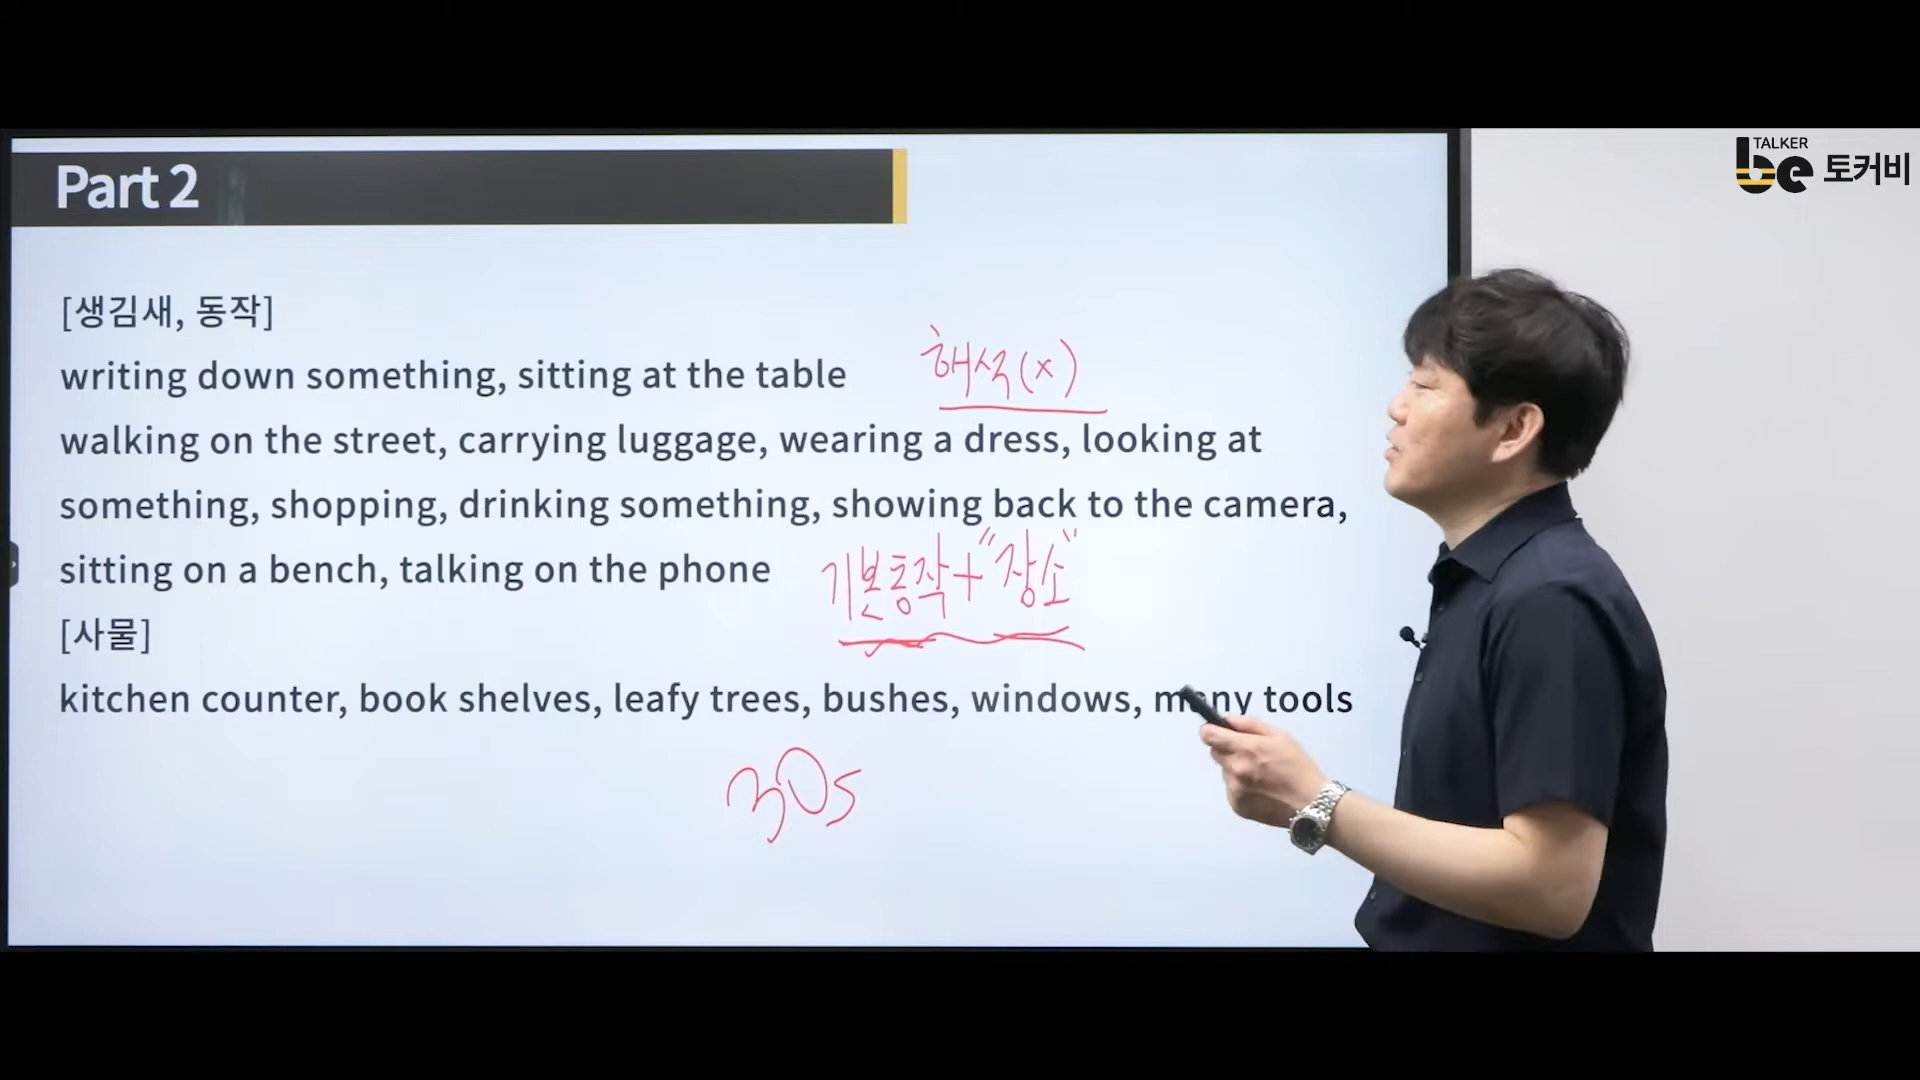 TALKER
be 토커비
Part 2
[생김새, 동작]
writing down something, sitting at the table
해석(x)
walking on the street, carrying luggage, wearing a dress, looking at
something, shopping, drinking something, showing back to the camera,
sitting on a bench, talking on the phone
기본동작+"장소"
[사물]
kitchen counter, book shelves, leafy trees, bushes, windows, many tools
30s